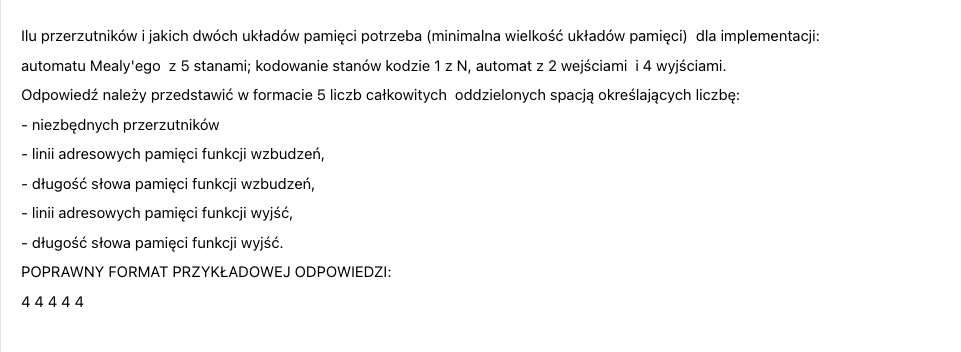 Ilu przerzutników i jakich dwóch układów pamięci potrzeba (minimalna wielkość układów pamięci)  dla implementacji:
automatu Mealy'ego  z 5 stanami; kodowanie stanów kodzie 1 z N, automat z 2 wejściami  i 4 wyjściami.
Odpowiedź należy przedstawić w formacie 5 liczb całkowitych  oddzielonych spacją określających liczbę:
- niezbędnych przerzutników
- linii adresowych pamięci funkcji wzbudzeń,
- długość słowa pamięci funkcji wzbudzeń,
- linii adresowych pamięci funkcji wyjść,
- długość słowa pamięci funkcji wyjść.
POPRAWNY FORMAT PRZYKŁADOWEJ ODPOWIEDZI:
4 4 4 4 4